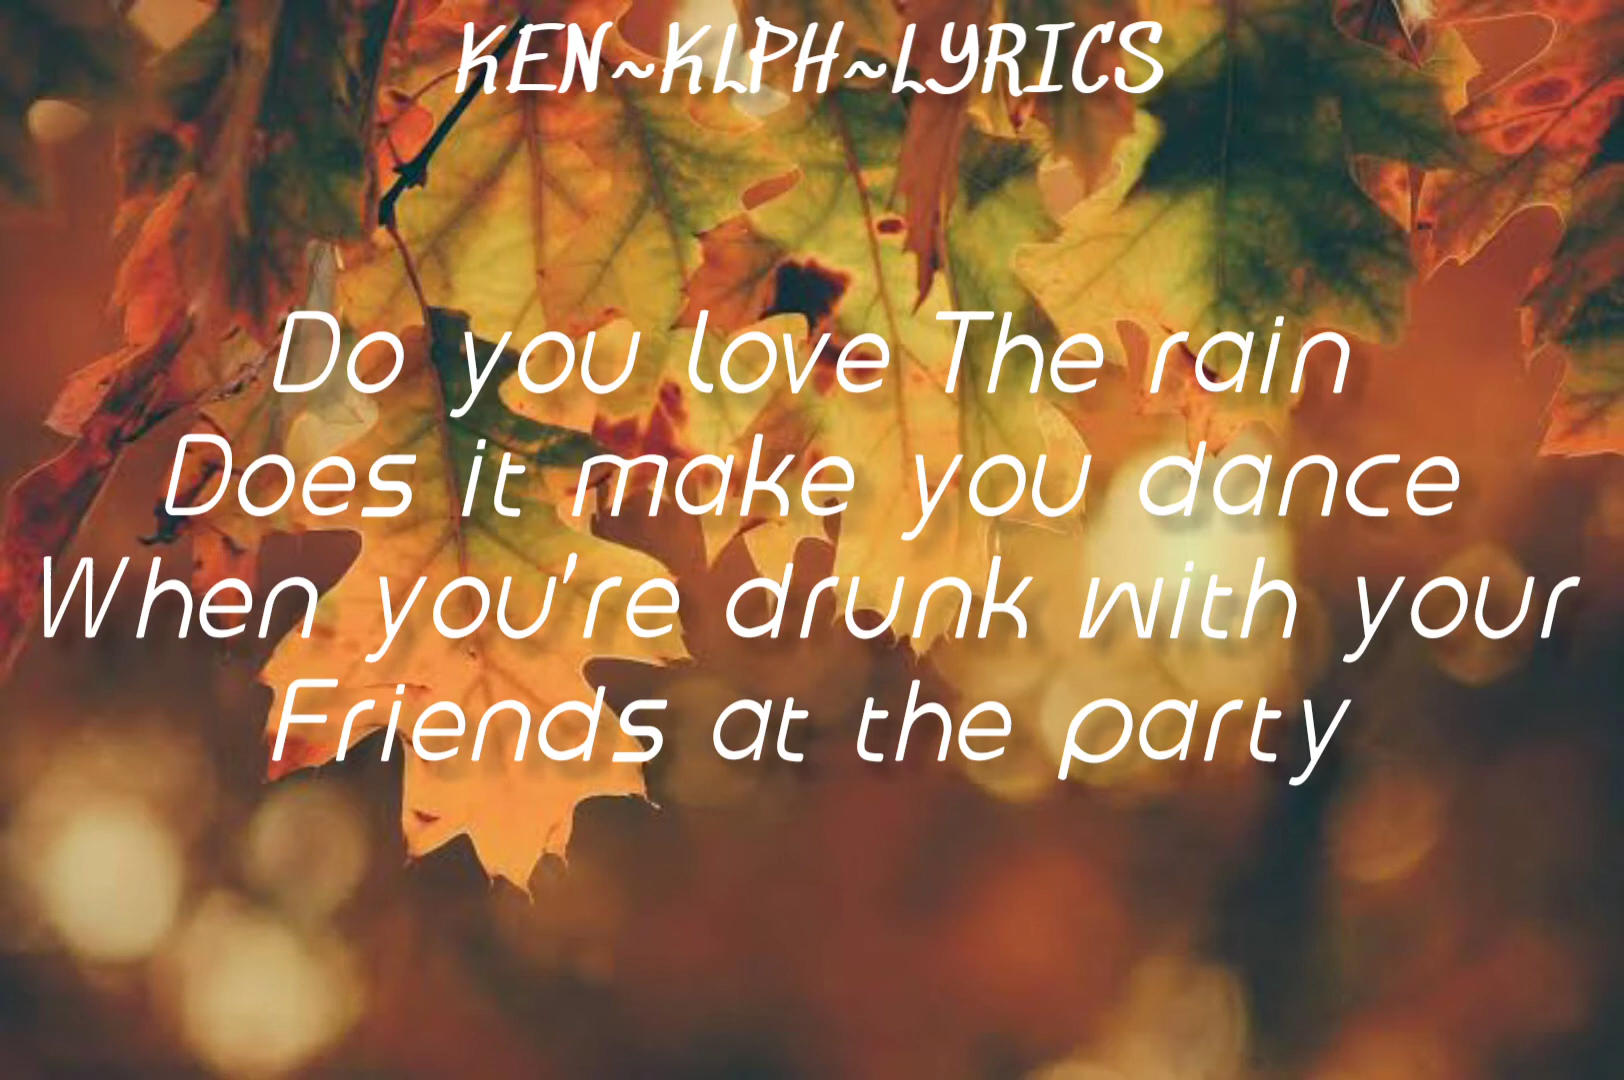 KEN~KLPH~LYRICS
Do you love The rain
Does it make you dance
When you're drunk with your
Friends at the party